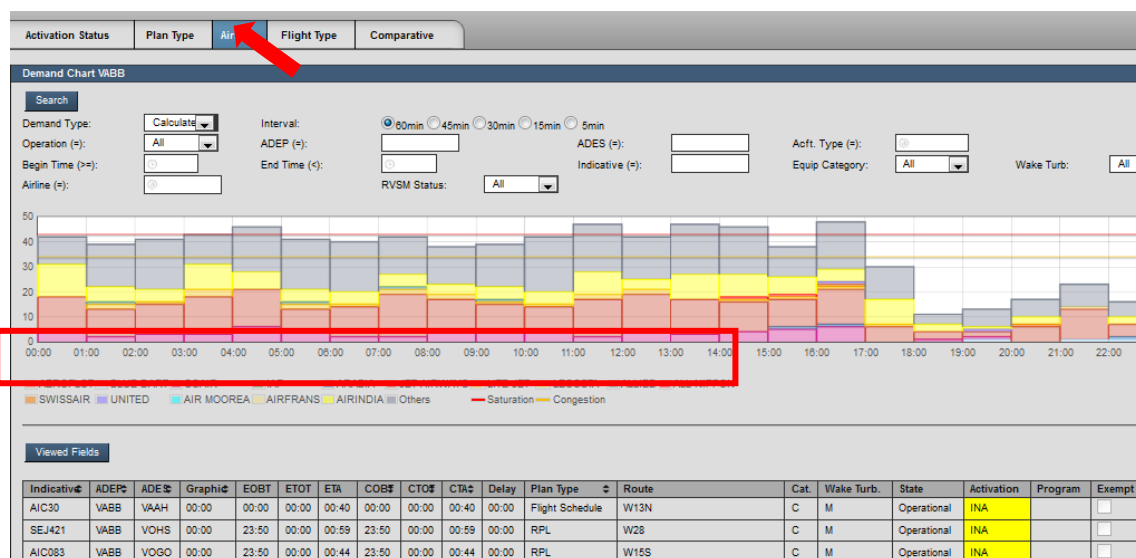 Activation Status Plan Type Flight Type Comparative
Demand Chart VABB
Search
Demand Type: Calculate Interval: 60min 45min 30min 15min 5min
Operation (=): All ADEP (=): ADES (=): Acft. Type (=):
Begin Time (>=): End Time (<): Indicative (=): Equip Category: All Wake Turb: All
Airline (=): RVSM Status: All
50
40
30
20
10
0
00:00 01:00 02:00 03:00 04:00 05:00 06:00 07:00 08:00 09:00 10:00 11:00 12:00 13:00 14:00 15:00 16:00 17:00 18:00 19:00 20:00 21:00 22:00
SWISSAIR UNITED AIR MOOREA AIRFRANS AIRINDIA Others Saturation Congestion
Viewed Fields
Indicative ADEP ADES Graphic EOBT ETOT ETA COBT CTOT CTA Delay Plan Type Route Cat. Wake Turb. State Activation Program Exempt
AIC30 VABB VAAH 00:00 00:00 00:00 00:40 00:00 00:00 00:40 00:00 Flight Schedule W13N C M Operational INA
SEJ421 VABB VOHS 00:00 23:50 00:00 00:59 23:50 00:00 00:59 00:00 RPL W28 C M Operational INA
AIC083 VABB VOGO 00:00 23:50 00:00 00:44 23:50 00:00 00:44 00:00 RPL W15S C M Operational INA